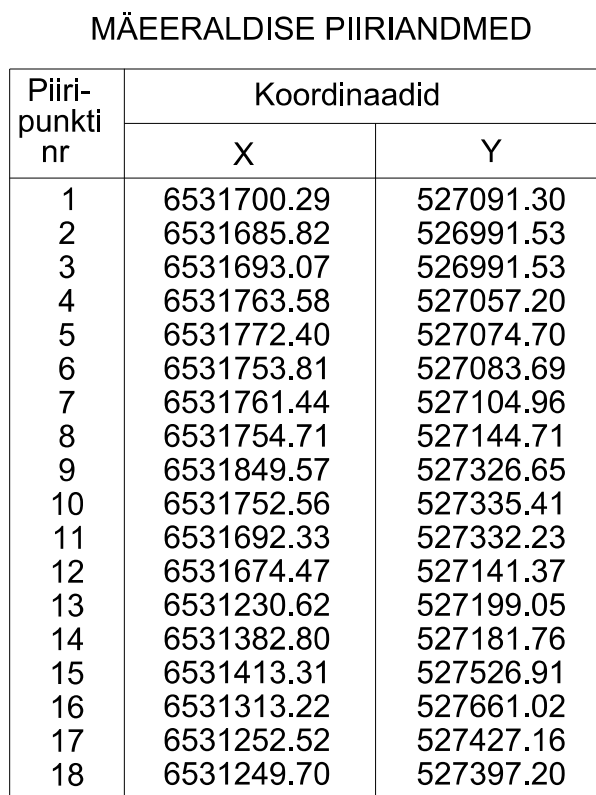 MÄEERALDISE PIIRIANDMED
Piiri-
punkti
nr
Koordinaadid
X Y
1 6531700.29 527091.30
2 6531685.82 526991.53
3 6531693.07 526991.53
4 6531763.58 527057.20
5 6531772.40 527074.70
6 6531753.81 527083.69
7 6531761.44 527104.96
8 6531754.71 527144.71
9 6531849.57 527326.65
10 6531752.56 527335.41
11 6531692.33 527332.23
12 6531674.47 527141.37
13 6531230.62 527199.05
14 6531382.80 527181.76
15 6531413.31 527526.91
16 6531313.22 527661.02
17 6531252.52 527427.16
18 6531249.70 527397.20